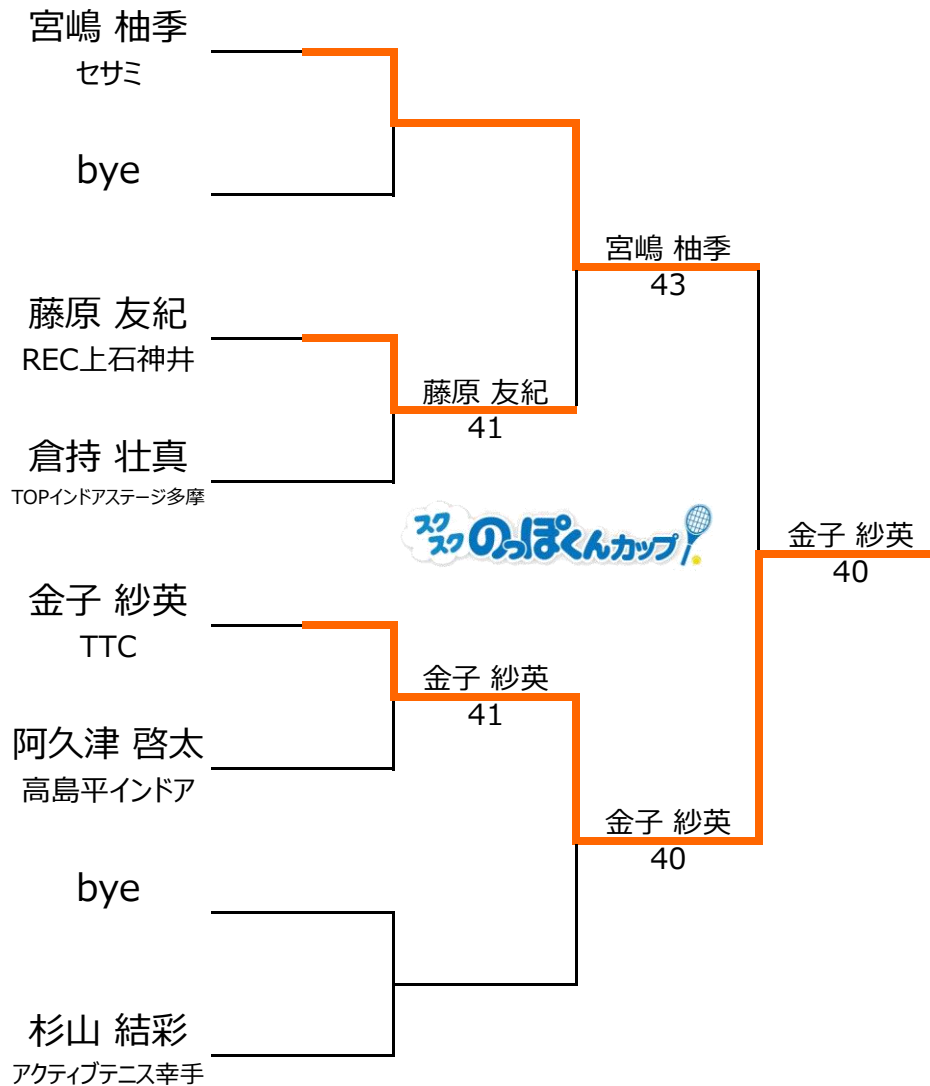 宮嶋 柚季
セサミ
bye
宮嶋 柚季
43
藤原 友紀
REC上石神井
藤原 友紀
41
倉持 壮真
TOPインドアステージ多摩
スクスクのっぽくんカップ
金子 紗英
40
金子 紗英
TTC
金子 紗英
41
阿久津 啓太
高島平インドア
金子 紗英
40
bye
杉山 結彩
アクティブテニス幸手